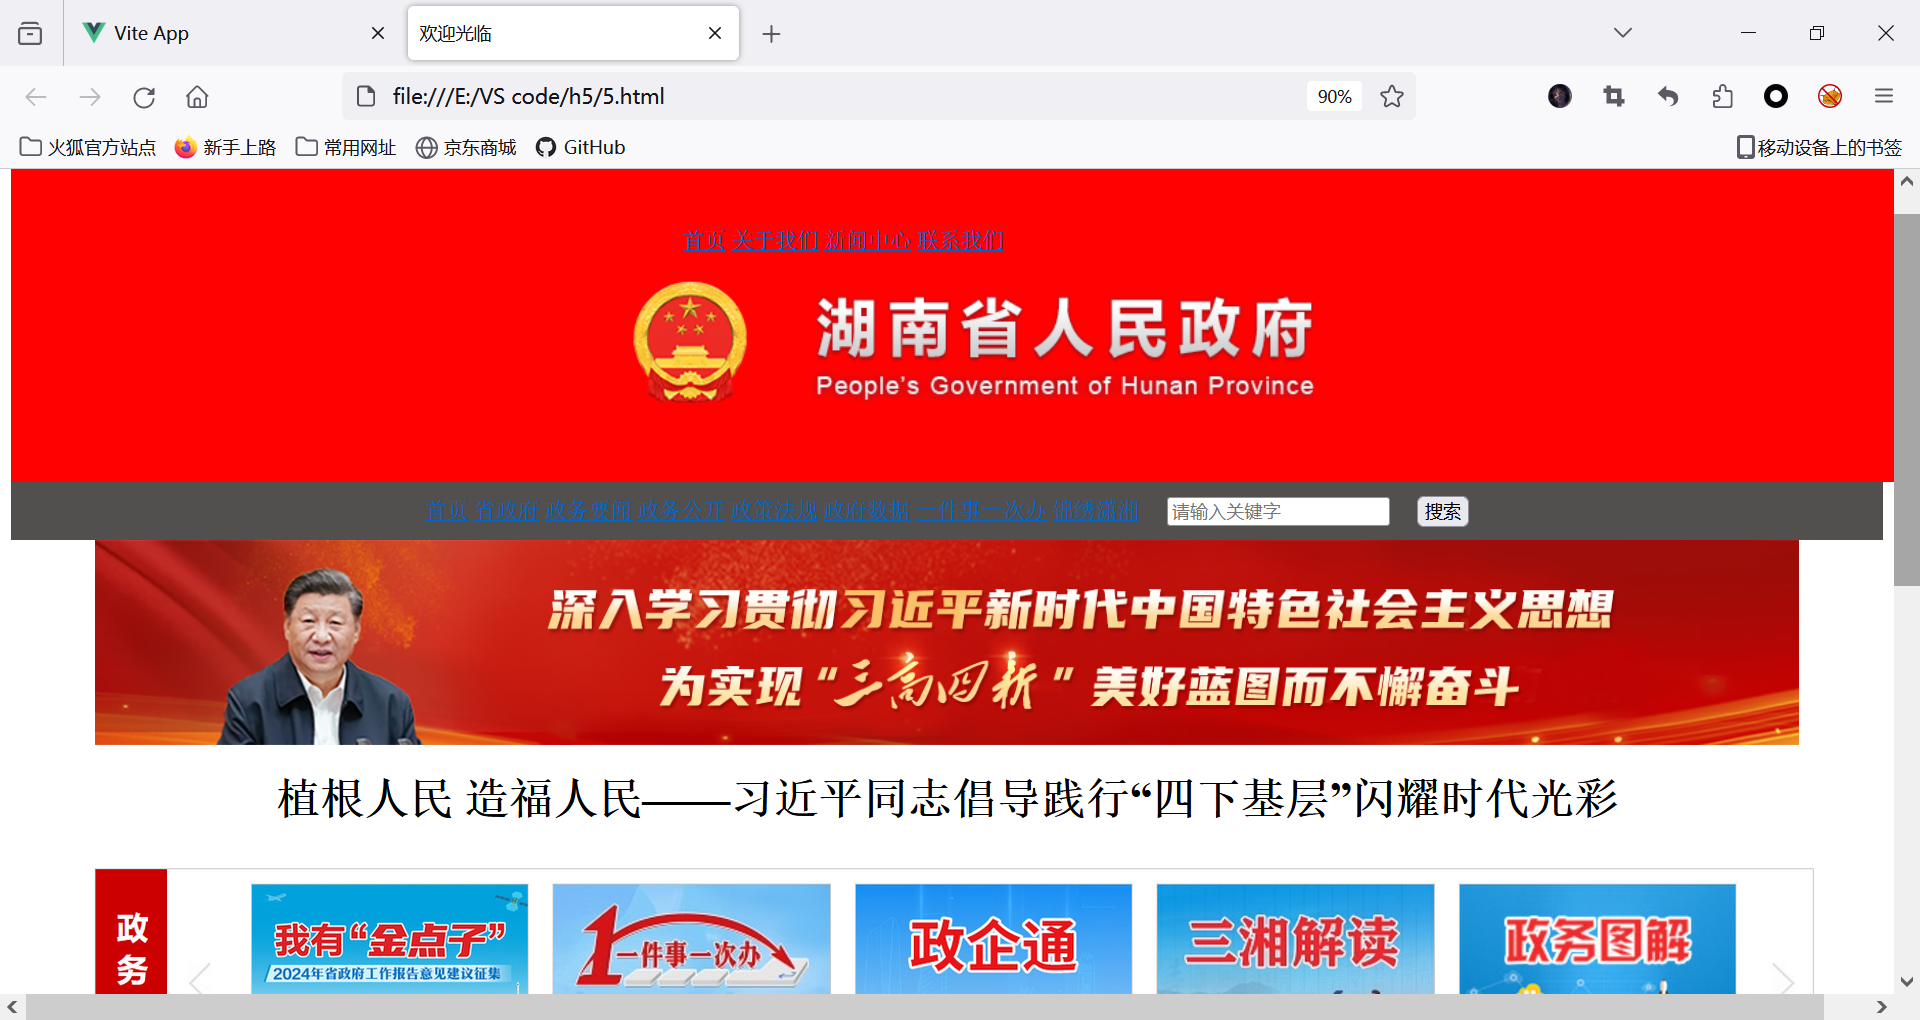 Vite App
欢迎光临
file:///E:/VS code/h5/5.html
90%
火狐官方站点 新手上路 常用网址 京东商城 GitHub
移动设备上的书签
首页 关于我们 新闻中心 联系我们
湖南省人民政府
People's Government of Hunan Province
首页 省政府 政务要闻 政务公开 政策法规 政府数据 一件事一次办 锦绣潇湘 请输入关键字 搜索
深入学习贯彻习近平新时代中国特色社会主义思想
为实现“三高四新”美好蓝图而不懈奋斗
植根人民 造福人民——习近平同志倡导践行“四下基层”闪耀时代光彩
政务
我有“金点子”
2024年省政府工作报告意见建议征集
1一件事一次办
政企通
三湘解读
政务图解